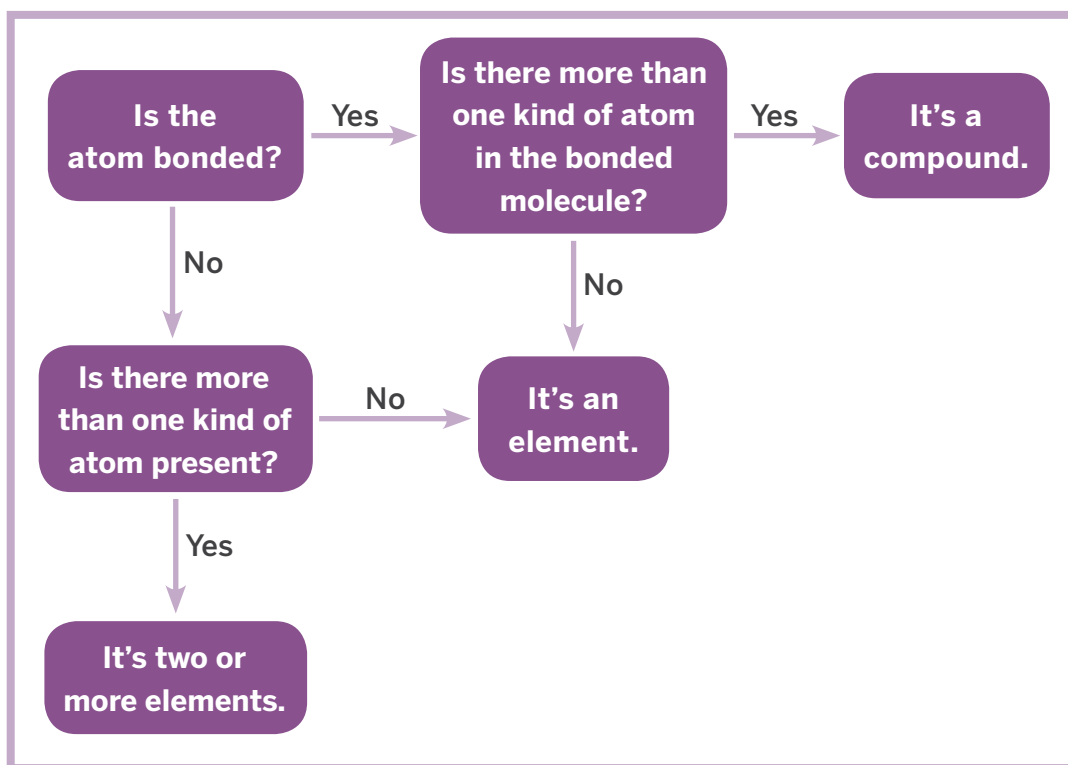 Is the
atom bonded?
Yes
Is there more than
one kind of atom
in the bonded
molecule?
Yes
It’s a
compound.
No
No
Is there more
than one kind of
atom present?
No
It’s an
element.
Yes
It’s two or
more elements.